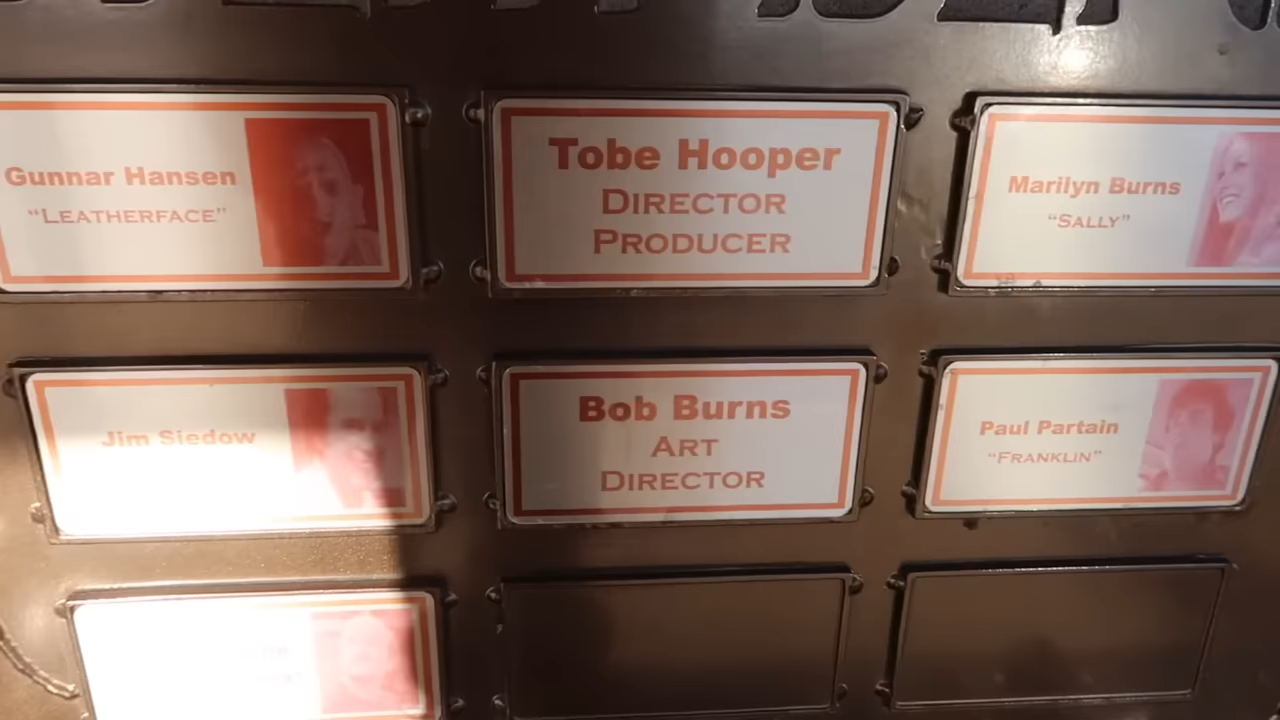 Gunnar Hansen
"Leatherface"
Tobe Hooper
Director
Producer
Marilyn Burns
"Sally"
Jim Siedow
Bob Burns
Art
Director
Paul Partain
"Franklin"